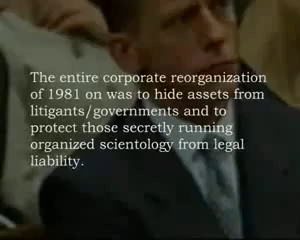 The entire corporate reorganization
of 1981 on was to hide assets from
litigants/governments and to
protect those secretly running
organized scientology from legal
liability.